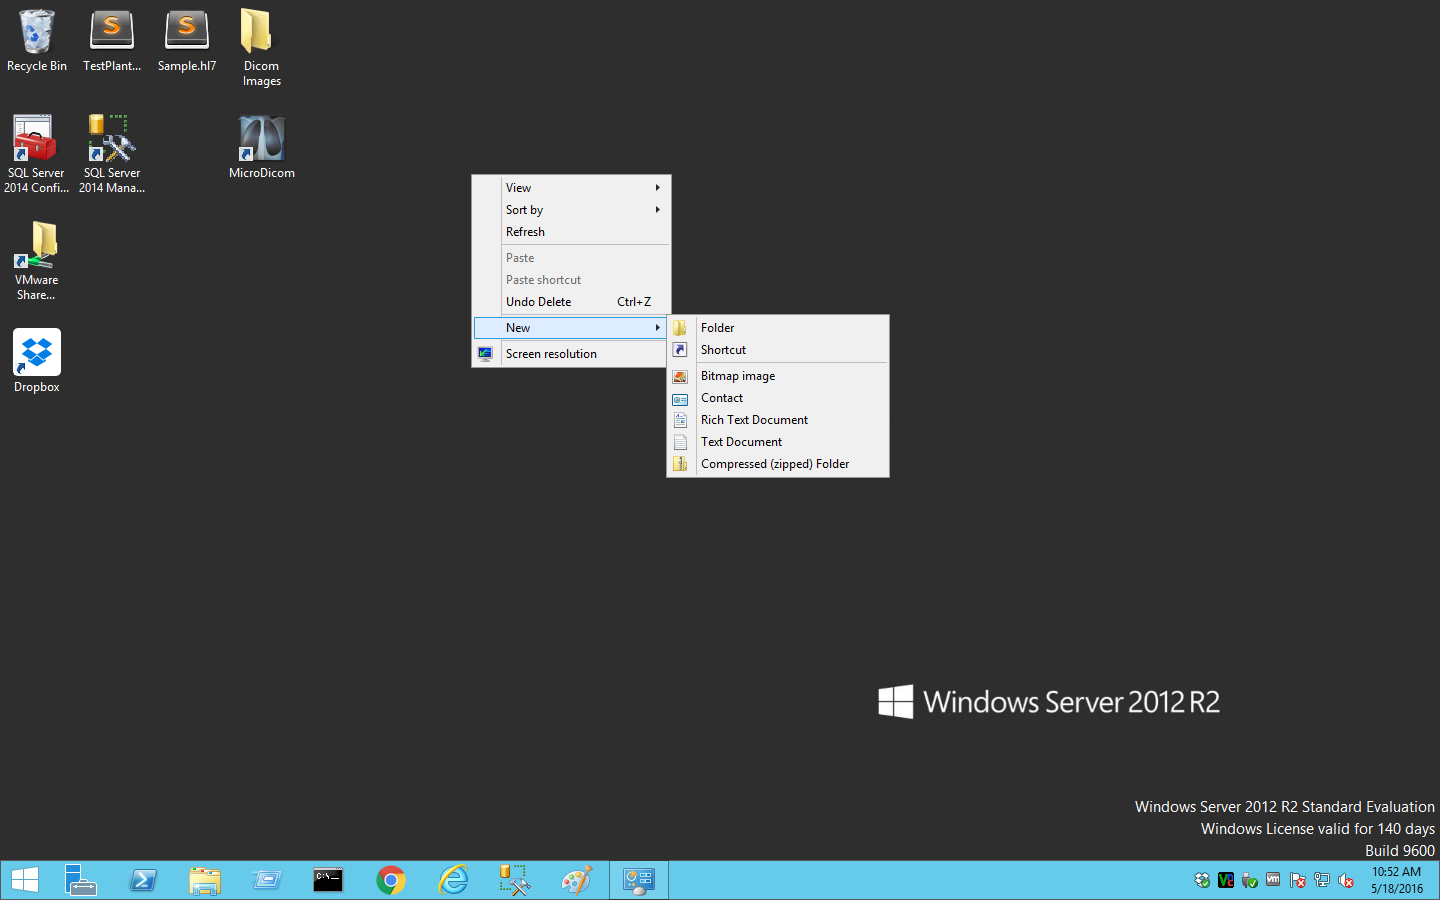 Recycle Bin
TestPlant...
Sample.hl7
Dicom
Images
SQL Server
2014 Confi...
SQL Server
2014 Mana...
MicroDicom
VMware
Share...
Dropbox
View
Sort by
Refresh
Paste
Paste shortcut
Undo Delete Ctrl+Z
New
Screen resolution
Folder
Shortcut
Bitmap image
Contact
Rich Text Document
Text Document
Compressed (zipped) Folder
Windows Server 2012 R2
Windows Server 2012 R2 Standard Evaluation
Windows License valid for 140 days
Build 9600
10:52 AM
5/18/2016